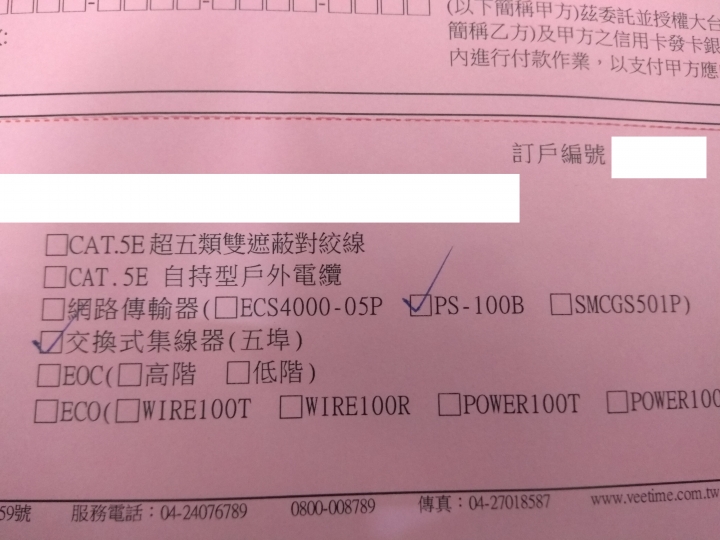 (以下簡稱甲方)茲委託並授權大台
簡稱乙方)及甲方之信用卡發卡銀
內進行付款作業，以支付甲方應
訂戶編號
□CAT.5E 超五類雙遮蔽對絞線
□CAT.5E 自持型戶外電纜
□網路傳輸器(□ECS4000-05P ☑PS-100B □SMCGS501P)
☑交換式集線器(五埠)
□EOC(□高階 □低階)
□ECO(□WIRE100T □WIRE100R □POWER100T □POWER100
59號 服務電話：04-24076789 0800-008789 傳真：04-27018587 www.veetime.com.tw